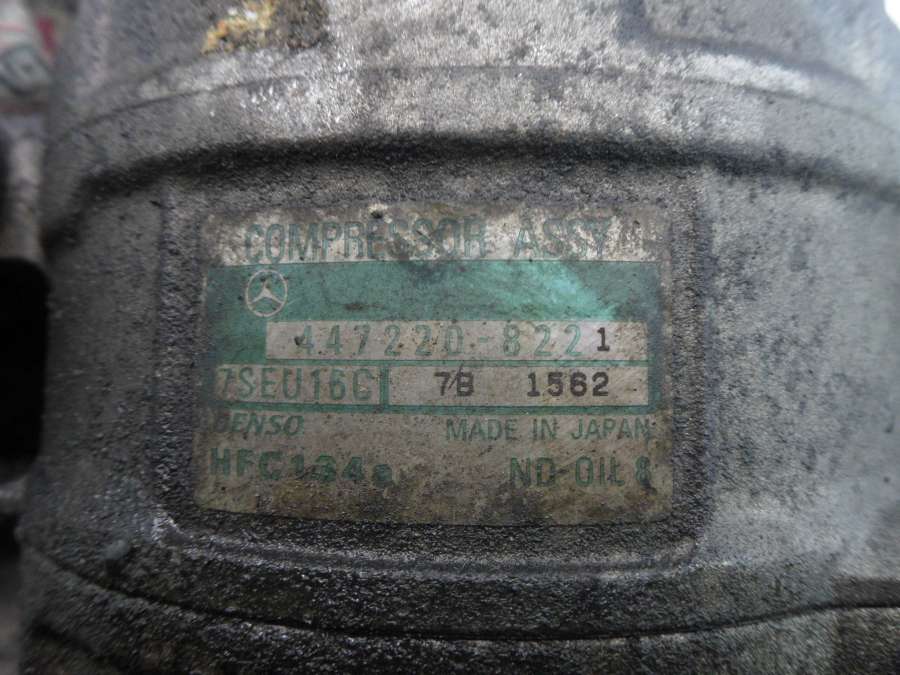 COMPRESSOR ASSY
447220-8221
7SEU16C 7B 1562
DENSO MADE IN JAPAN
HFC134a ND-OIL 8